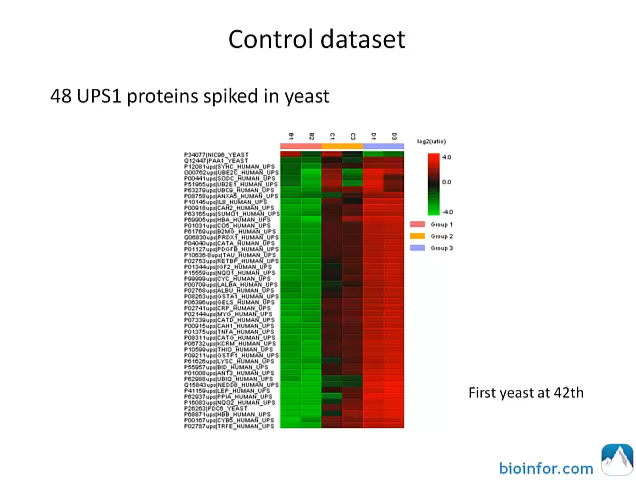 Control dataset
48 UPS1 proteins spiked in yeast
B1 B2 C1 C3 D1 D3
log2(ratio)
4.0
0.0
-4.0
Group 1
Group 2
Group 3
P34077|NIC96_YEAST
Q12447|PAA1_YEAST
P12081ups|SYHC_HUMAN_UPS
O00762ups|UBE2C_HUMAN_UPS
P00441ups|SODC_HUMAN_UPS
P51965ups|UB2E1_HUMAN_UPS
P63279ups|UBC9_HUMAN_UPS
P08758ups|ANXA5_HUMAN_UPS
P10145ups|IL8_HUMAN_UPS
P00918ups|CAH2_HUMAN_UPS
P63165ups|SUMO1_HUMAN_UPS
P69905ups|HBA_HUMAN_UPS
P01031ups|CO5_HUMAN_UPS
P61769ups|B2MG_HUMAN_UPS
Q06830ups|PRDX1_HUMAN_UPS
P04040ups|CATA_HUMAN_UPS
P01127ups|PDGFB_HUMAN_UPS
P10636-8ups|TAU_HUMAN_UPS
P02753ups|RETBP_HUMAN_UPS
P01344ups|IGF2_HUMAN_UPS
P15559ups|NQO1_HUMAN_UPS
P99999ups|CYC_HUMAN_UPS
P00709ups|LALBA_HUMAN_UPS
P02768ups|ALBU_HUMAN_UPS
P08263ups|GSTA1_HUMAN_UPS
P06396ups|GELS_HUMAN_UPS
P02741ups|CRP_HUMAN_UPS
P02144ups|MYG_HUMAN_UPS
P07339ups|CATD_HUMAN_UPS
P00915ups|CAH1_HUMAN_UPS
P01375ups|TNFA_HUMAN_UPS
P08311ups|CATG_HUMAN_UPS
P06732ups|KCRM_HUMAN_UPS
P10599ups|THIO_HUMAN_UPS
P09211ups|GSTP1_HUMAN_UPS
P61626ups|LYSC_HUMAN_UPS
P55957ups|BID_HUMAN_UPS
P01008ups|ANT3_HUMAN_UPS
P62988ups|UBIQ_HUMAN_UPS
Q15843ups|NEDD8_HUMAN_UPS
P41159ups|LEP_HUMAN_UPS
P62937ups|PPIA_HUMAN_UPS
P16083ups|NQO2_HUMAN_UPS
P26263|PDC6_YEAST
P68871ups|HBB_HUMAN_UPS
P00167ups|CYB5_HUMAN_UPS
P02787ups|TRFE_HUMAN_UPS
First yeast at 42th
bioinfor.com